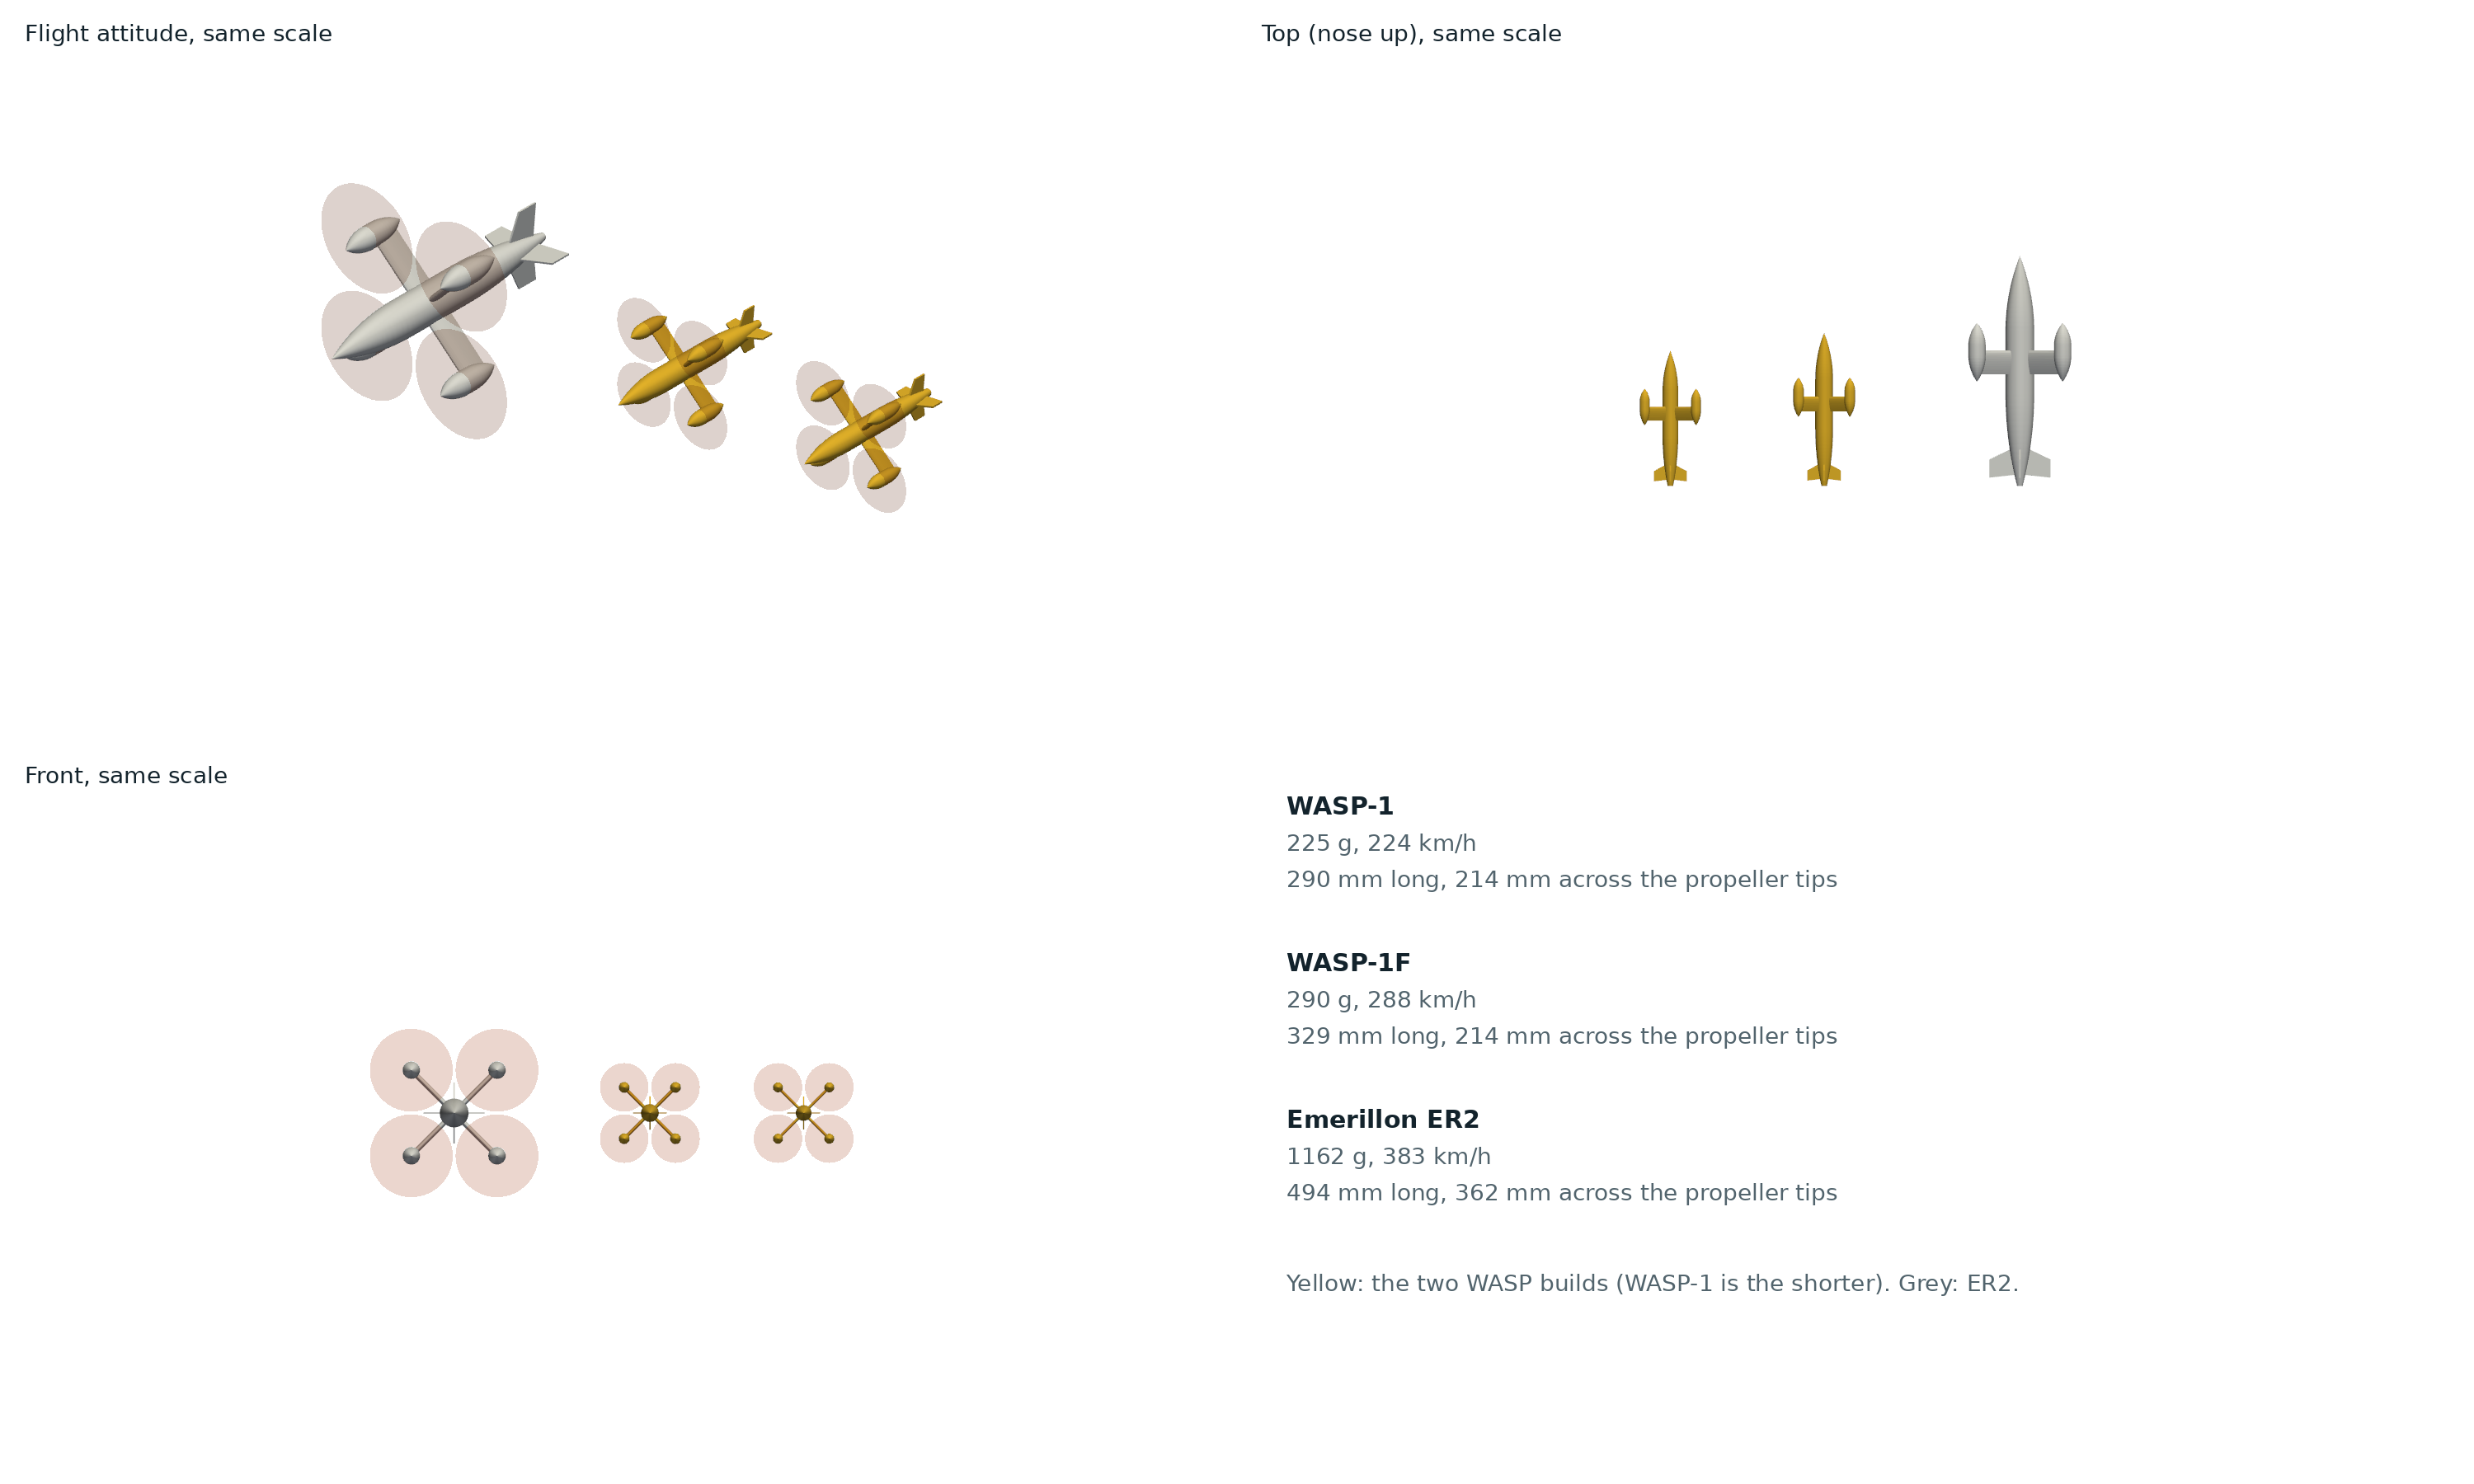 Flight attitude, same scale
Top (nose up), same scale
Front, same scale
WASP-1
225 g, 224 km/h
290 mm long, 214 mm across the propeller tips
WASP-1F
290 g, 288 km/h
329 mm long, 214 mm across the propeller tips
Emerillon ER2
1162 g, 383 km/h
494 mm long, 362 mm across the propeller tips
Yellow: the two WASP builds (WASP-1 is the shorter). Grey: ER2.